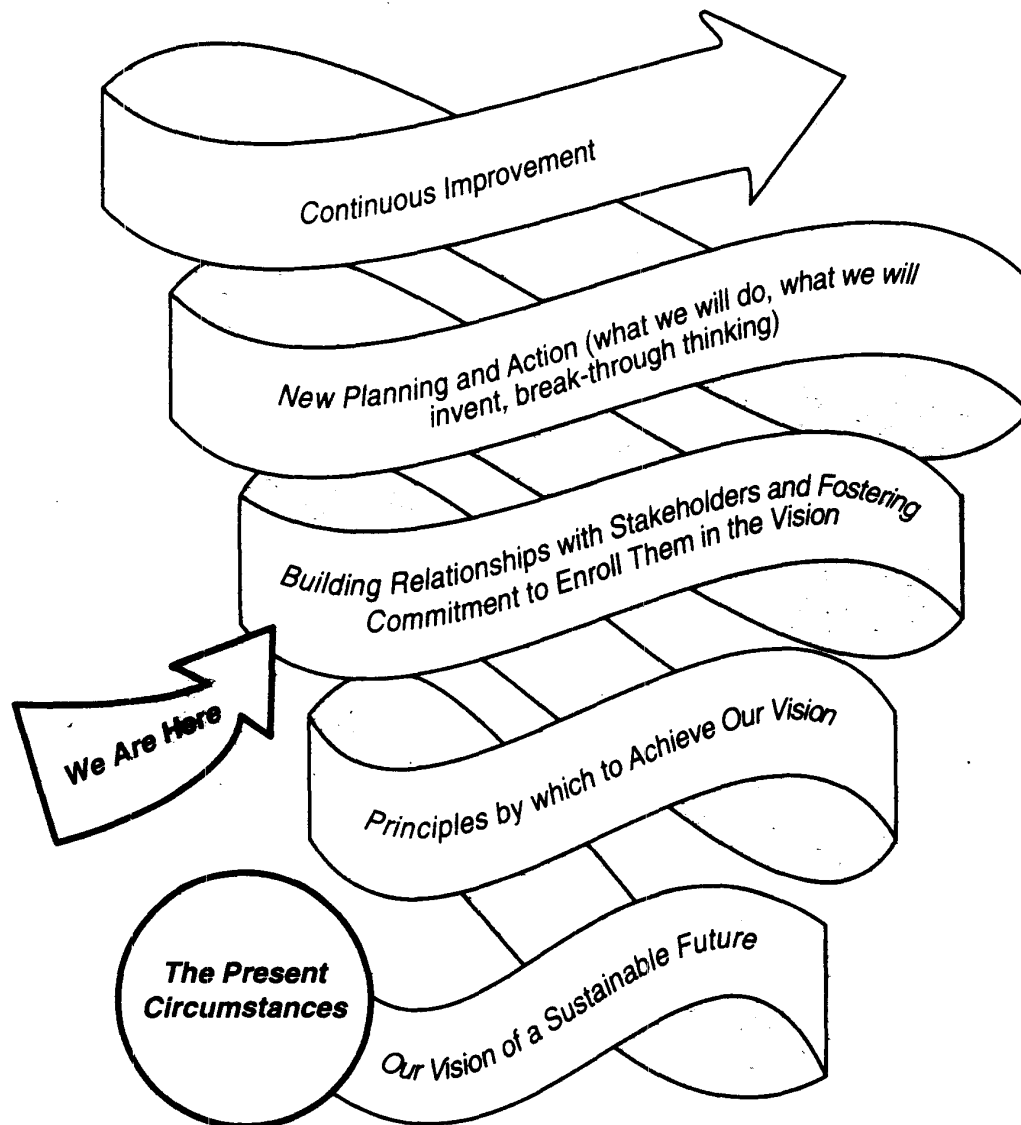 Continuous Improvement
New Planning and Action (what we will do, what we will
invent, break-through thinking)
Building Relationships with Stakeholders and Fostering
Commitment to Enroll Them in the Vision
We Are Here
Principles by which to Achieve Our Vision
The Present
Circumstances
Our Vision of a Sustainable Future